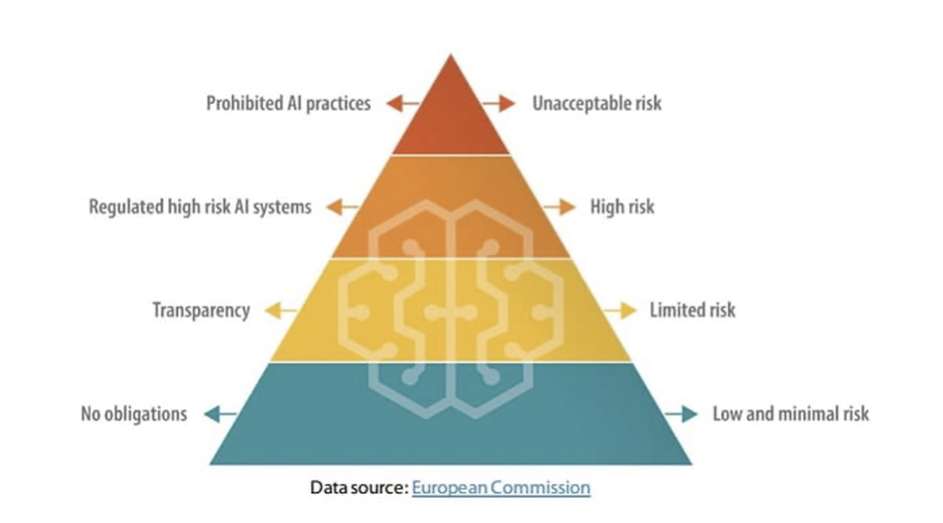 Prohibited AI practices
Unacceptable risk
Regulated high risk AI systems
High risk
Transparency
Limited risk
No obligations
Low and minimal risk
Data source: European Commission